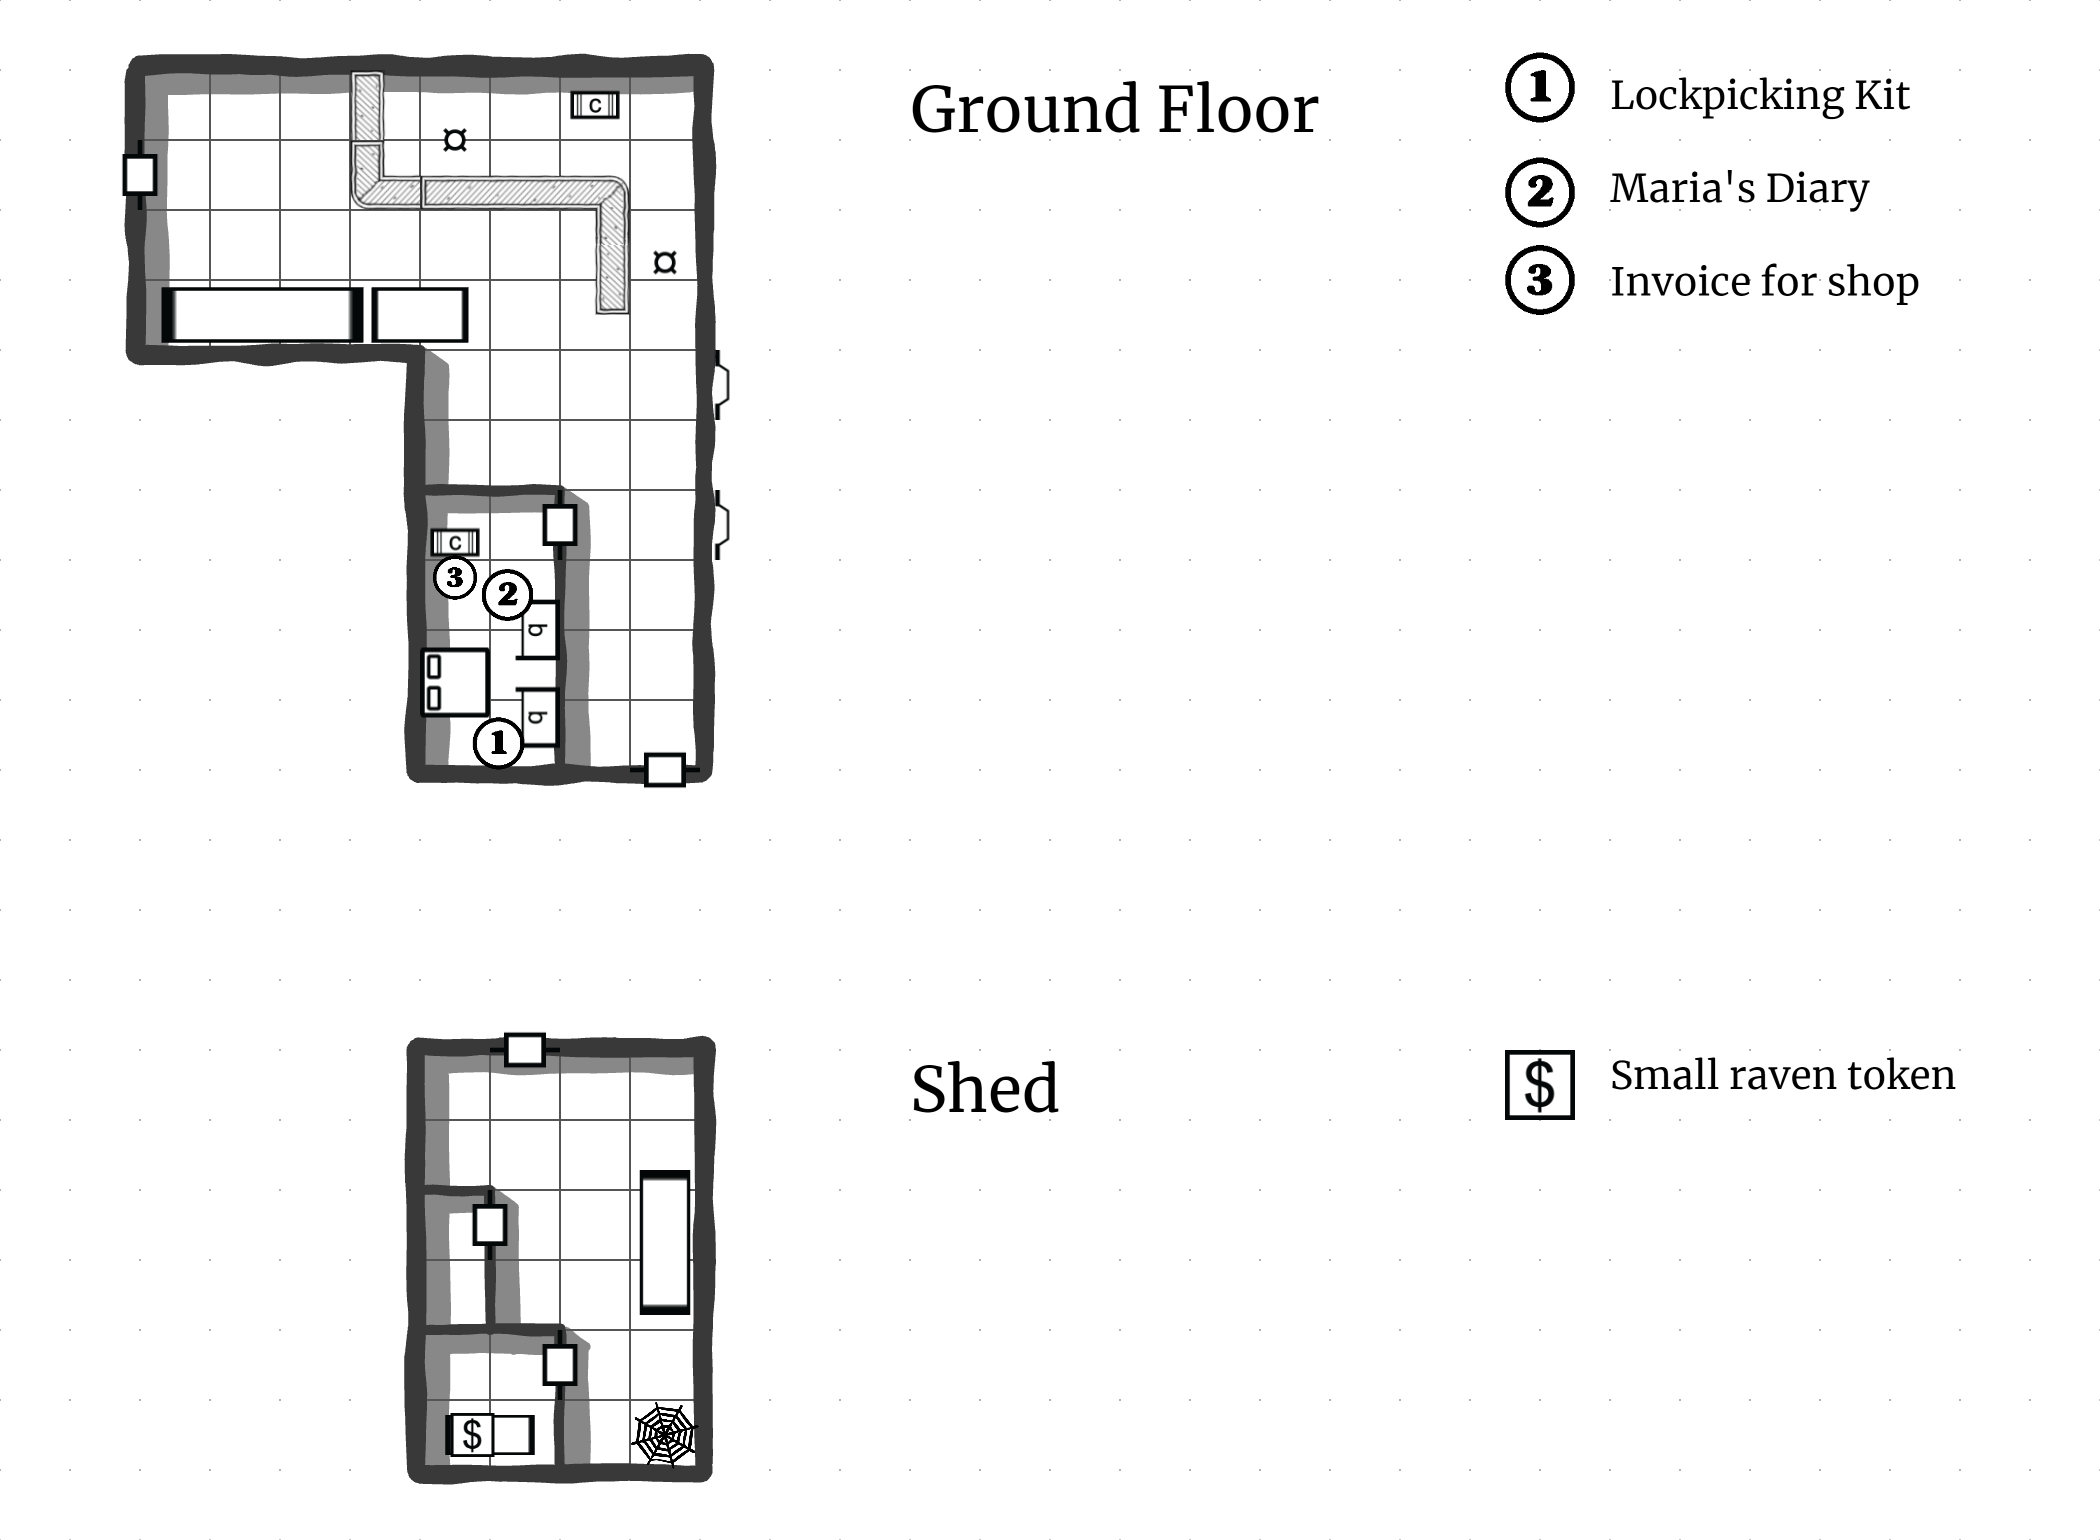 Ground Floor
1 Lockpicking Kit
2 Maria's Diary
3 Invoice for shop
c
c
3
2
b
b
1
Shed
$ Small raven token
$